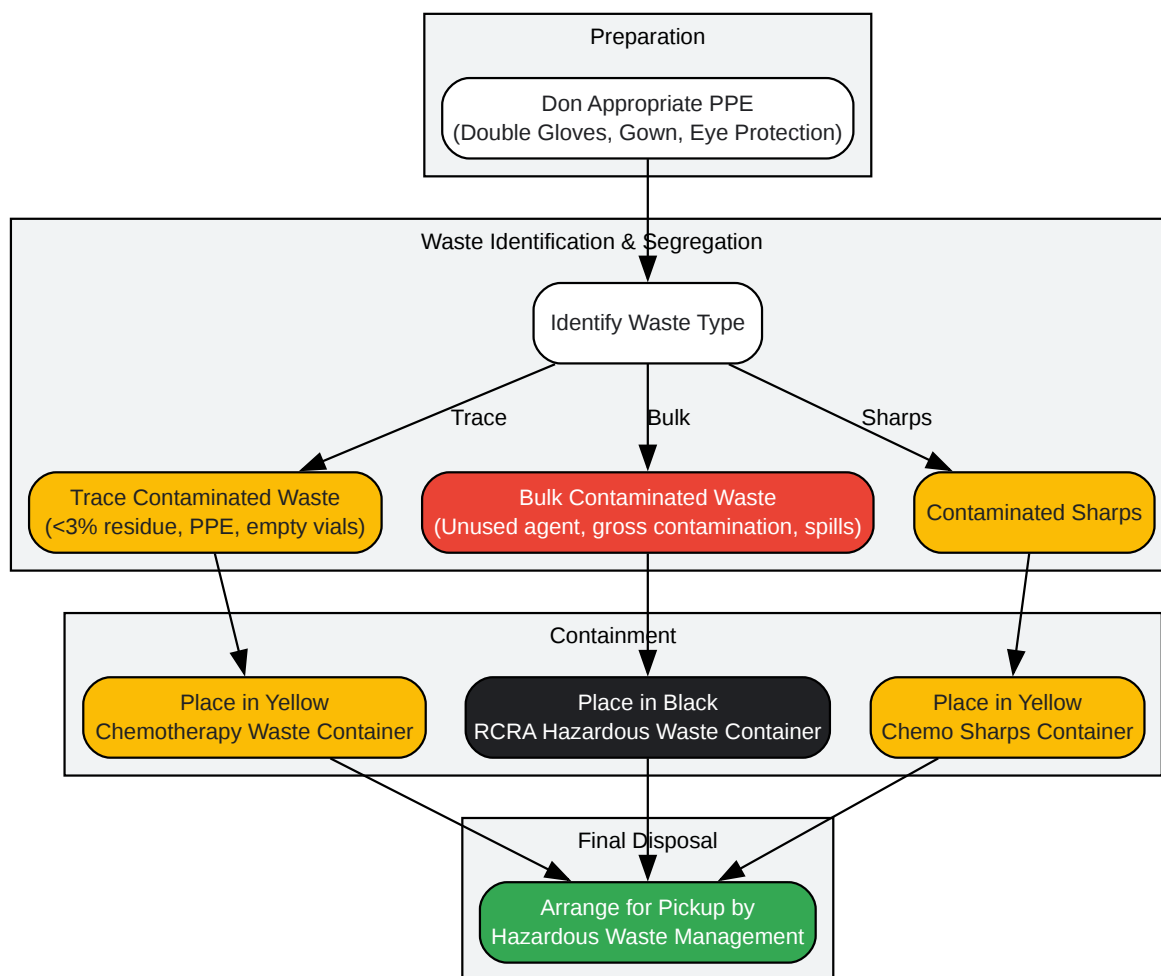 Preparation
Don Appropriate PPE
(Double Gloves, Gown, Eye Protection)
Waste Identification & Segregation
Identify Waste Type
Trace
Bulk
Sharps
Trace Contaminated Waste
(<3% residue, PPE, empty vials)
Bulk Contaminated Waste
(Unused agent, gross contamination, spills)
Contaminated Sharps
Containment
Place in Yellow
Chemotherapy Waste Container
Place in Black
RCRA Hazardous Waste Container
Place in Yellow
Chemo Sharps Container
Final Disposal
Arrange for Pickup by
Hazardous Waste Management